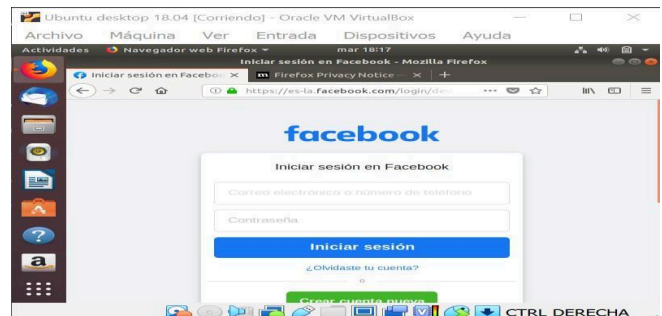 Ubuntu desktop 18.04 [Corriendo] - Oracle VM VirtualBox
Archivo Máquina Ver Entrada Dispositivos Ayuda
Actividades Navegador web Firefox mar 18:17
Iniciar sesión en Facebook - Mozilla Firefox
Iniciar sesión en Faceboo m Firefox Privacy Notice —
https://es-la.facebook.com/login/de
facebook
Iniciar sesión en Facebook
Correo electrónico o número de teléfono
Contraseña
Iniciar sesión
¿Olvidaste tu cuenta?
o
Crear cuenta nueva
a
CTRL DERECHA